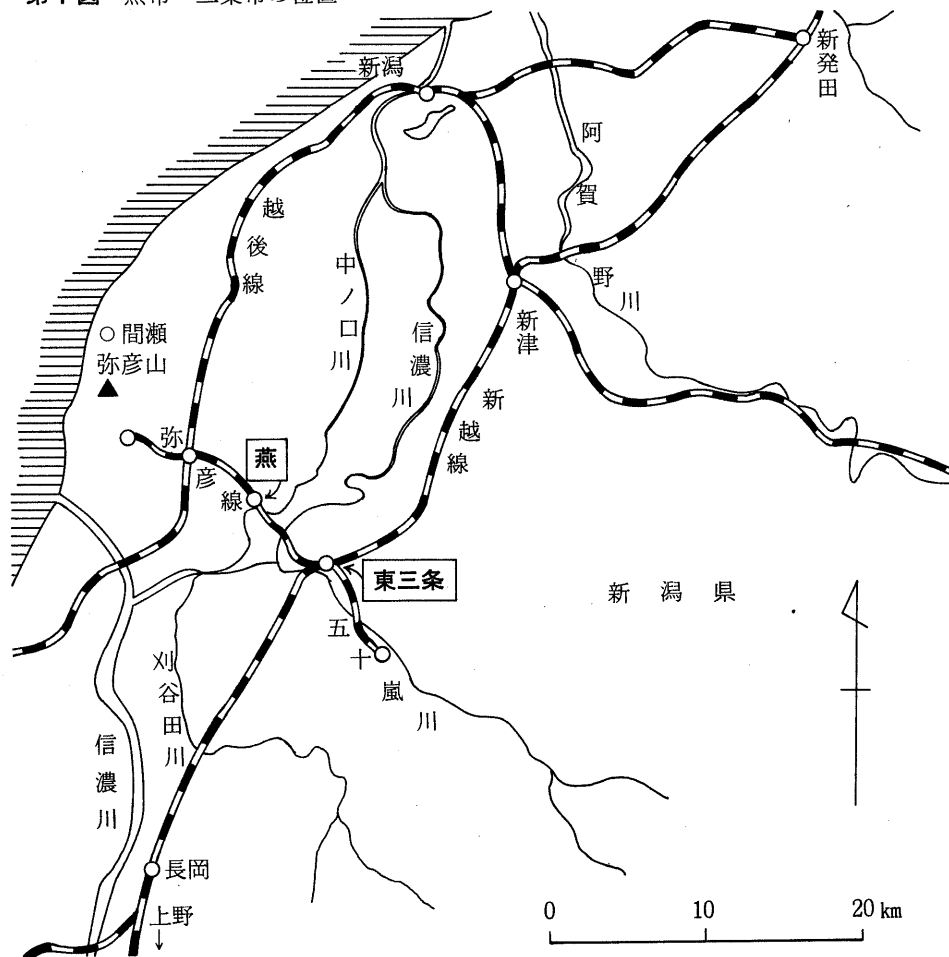 第1図 燕市・三条市の位置
新潟
新発田
阿賀野川
越後線
中ノ口川
信濃川
新津
間瀬
弥彦山
新越線
弥彦線
燕
東三条
新潟県
五十嵐川
刈谷田川
信濃川
長岡
上野
0 10 20 km